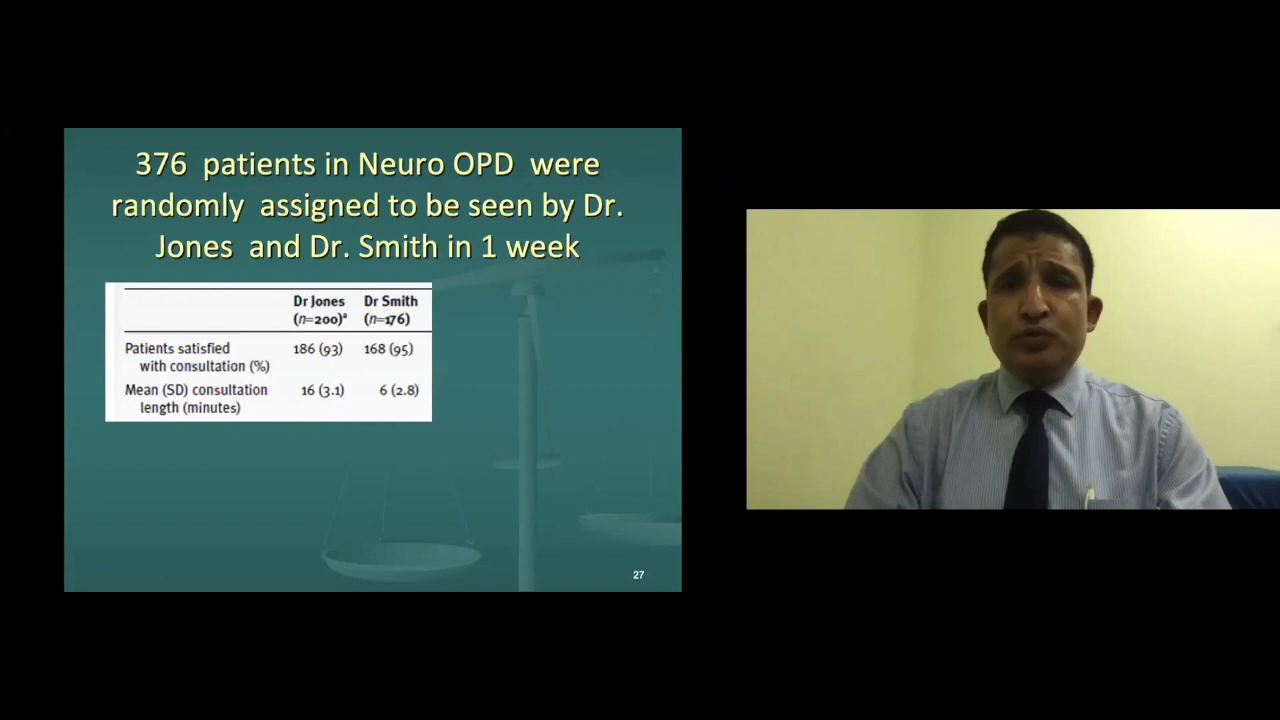 376 patients in Neuro OPD were
randomly assigned to be seen by Dr.
Jones and Dr. Smith in 1 week
Dr Jones Dr Smith
(n=200)ª (n=176)
Patients satisfied 186 (93) 168 (95)
with consultation (%)
Mean (SD) consultation 16 (3.1) 6 (2.8)
length (minutes)
27